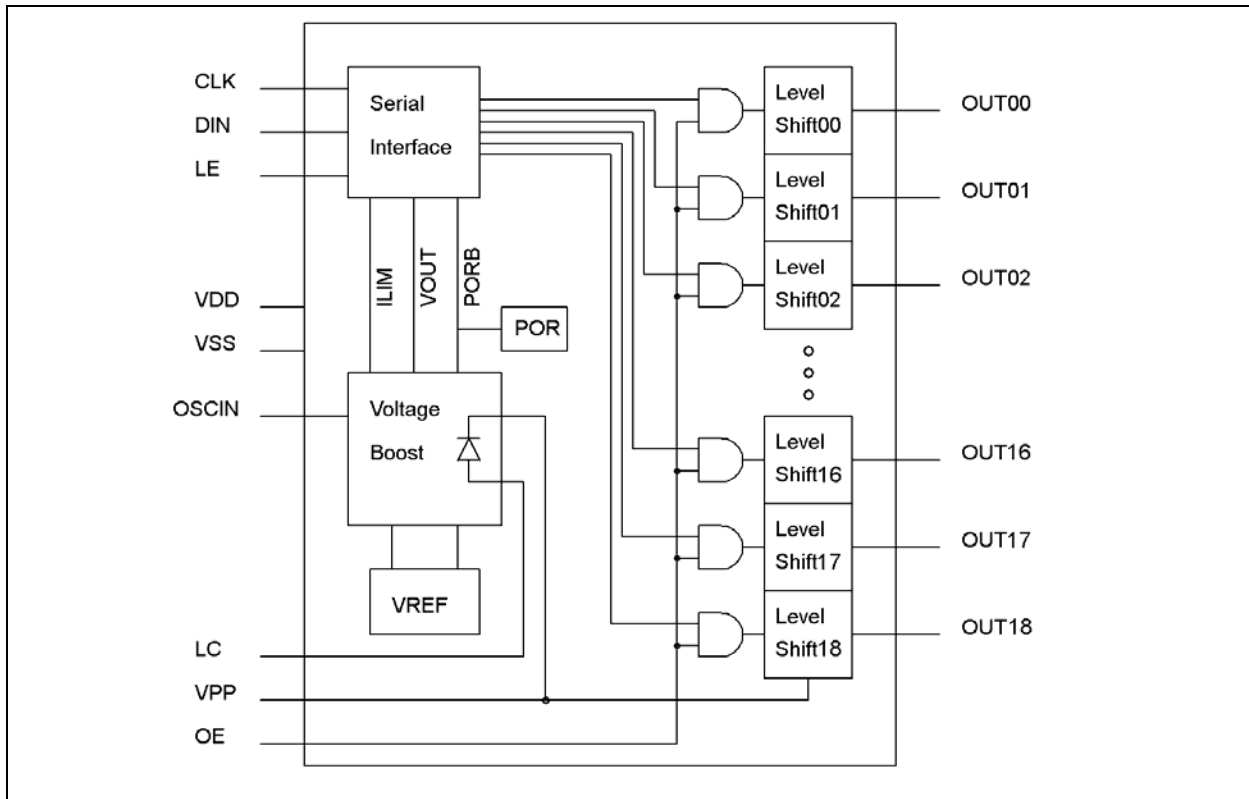 CLK
DIN
LE
VDD
VSS
OSCIN
LC
VPP
OE
Serial
Interface
ILIM
VOUT
PORB
POR
Voltage
Boost
VREF
Level
Shift00
Level
Shift01
Level
Shift02
Level
Shift16
Level
Shift17
Level
Shift18
OUT00
OUT01
OUT02
OUT16
OUT17
OUT18